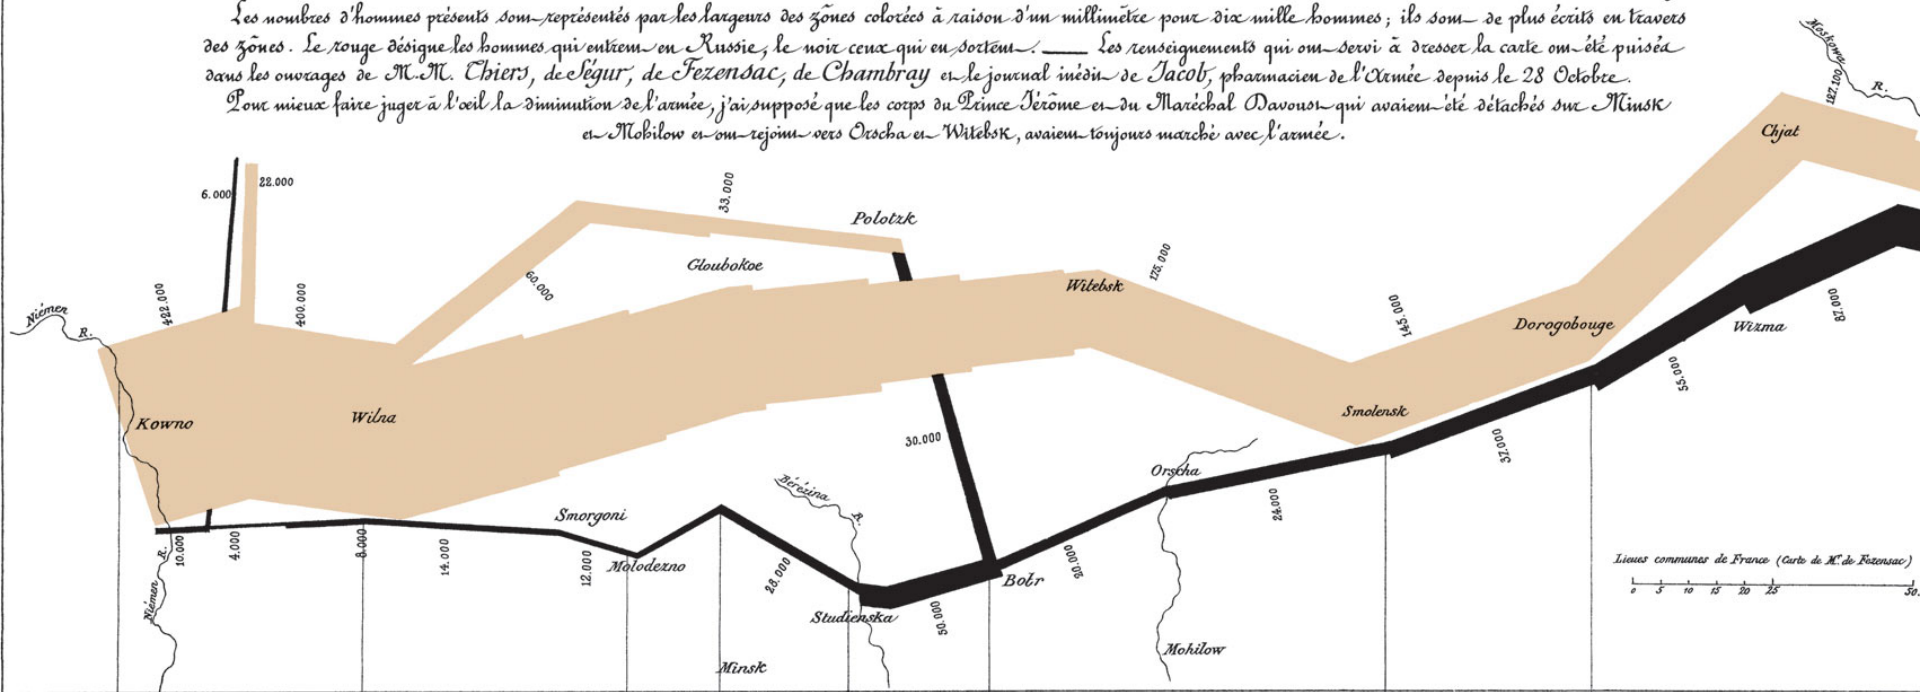 Les nombres d'hommes présents sont représentés par les largeurs des zônes colorées à raison d'un millimètre pour dix mille hommes; ils sont de plus écrits en travers
des zônes. Le rouge désigne les hommes qui entrent en Russie, le noir ceux qui en sortent. — Les renseignements qui ont servi à dresser la carte ont été puisés
dans les ouvrages de M.M. Thiers, de Ségur, de Fezensac, de Chambray et le journal inédit de Jacob, pharmacien de l'Armée depuis le 28 Octobre.
Pour mieux faire juger à l'œil la diminution de l'armée, j'ai supposé que les corps du Prince Jérôme et du Maréchal Davoust qui avaient été détachés sur Minsk
et Mohilow et ont rejoint vers Orscha et Witebsk, avaient toujours marché avec l'armée.
Moskowa
R.
127.100
Chjat
6.000
22.000
33.000
Polotzk
Gloubokoe
60.000
422.000
400.000
Niémen
R.
Witebsk
175.000
145.000
Dorogobouge
Wizma
82.000
55.000
Kowno
Wilna
Smolensk
30.000
37.000
Orscha
24.000
Bérézina
R.
Smorgoni
R.
Niémen
10.000
4.000
8.000
14.000
12.000
Molodezno
28.000
Studienska
50.000
Bobr
20.000
Minsk
Mohilow
Lieues communes de France (Carte de Mr. de Fezensac)
0 5 10 15 20 25 50.